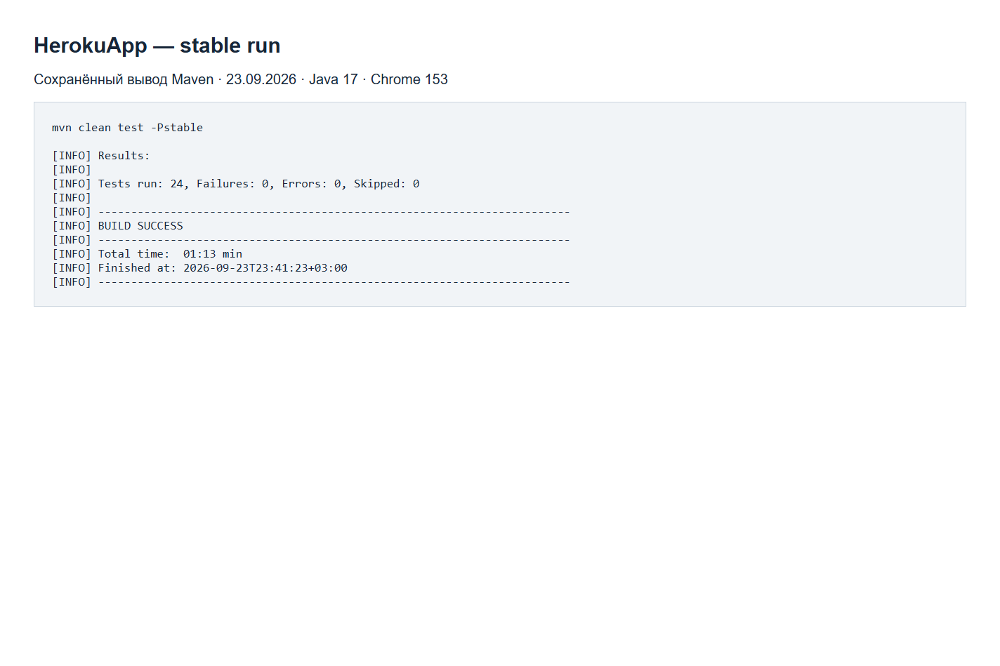 HerokuApp — stable run
Сохранённый вывод Maven · 23.09.2026 · Java 17 · Chrome 153
mvn clean test -Pstable
[INFO] Results:
[INFO]
[INFO] Tests run: 24, Failures: 0, Errors: 0, Skipped: 0
[INFO]
[INFO] ------------------------------------------------------------------------
[INFO] BUILD SUCCESS
[INFO] ------------------------------------------------------------------------
[INFO] Total time:  01:13 min
[INFO] Finished at: 2026-09-23T23:41:23+03:00
[INFO] ------------------------------------------------------------------------